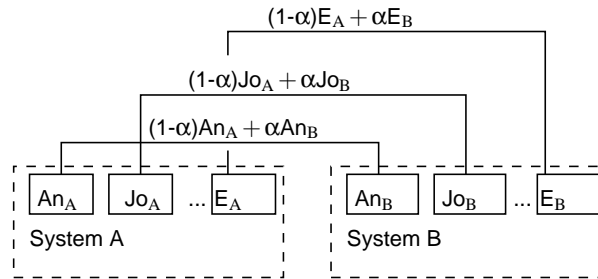 (1-α)E_A + αE_B
(1-α)Jo_A + αJo_B
(1-α)An_A + αAn_B
An_A Jo_A ... E_A An_B Jo_B ... E_B
System A System B